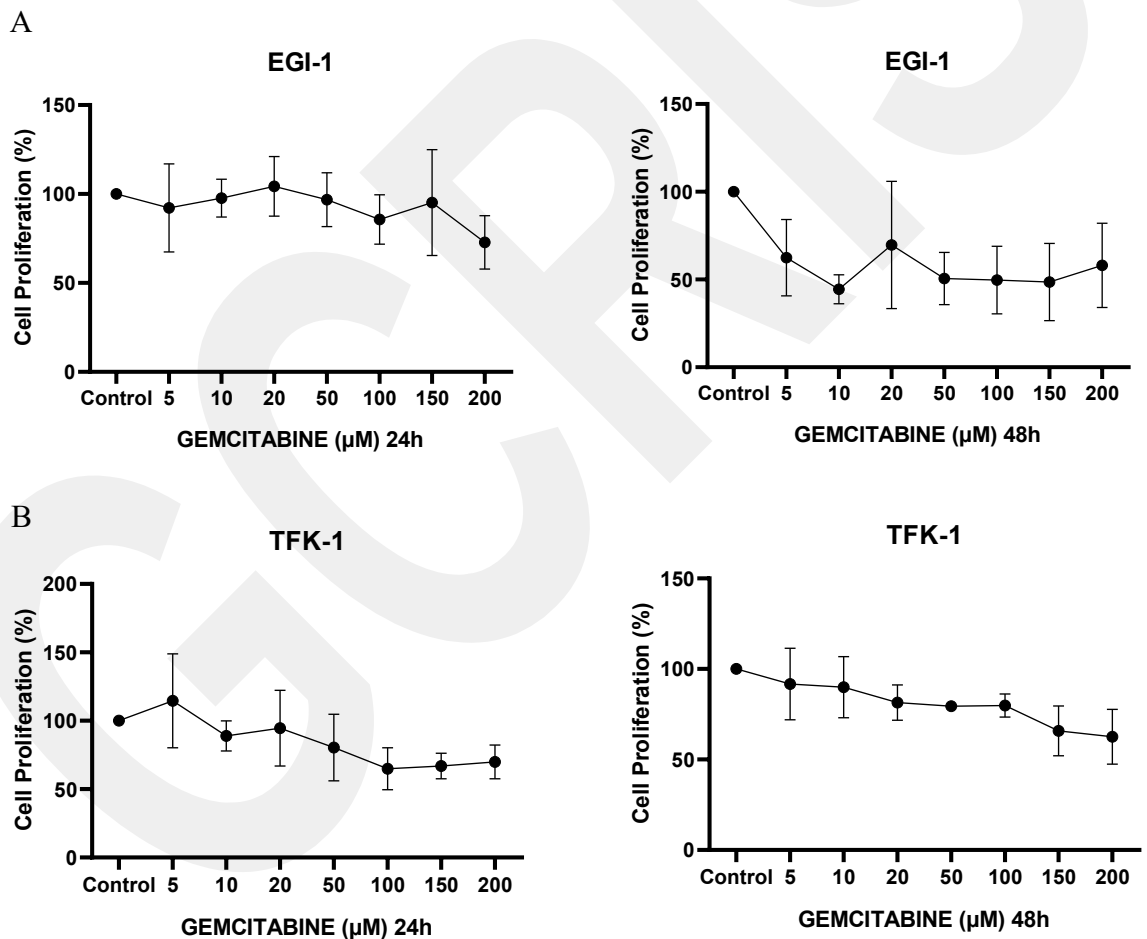 A
EGI-1
Cell Proliferation (%)
150
100
50
0
Control 5 10 20 50 100 150 200
GEMCITABINE (µM) 24h
EGI-1
Cell Proliferation (%)
150
100
50
0
Control 5 10 20 50 100 150 200
GEMCITABINE (µM) 48h
B
TFK-1
Cell Proliferation (%)
200
150
100
50
0
Control 5 10 20 50 100 150 200
GEMCITABINE (µM) 24h
TFK-1
Cell Proliferation (%)
150
100
50
0
Control 5 10 20 50 100 150 200
GEMCITABINE (µM) 48h